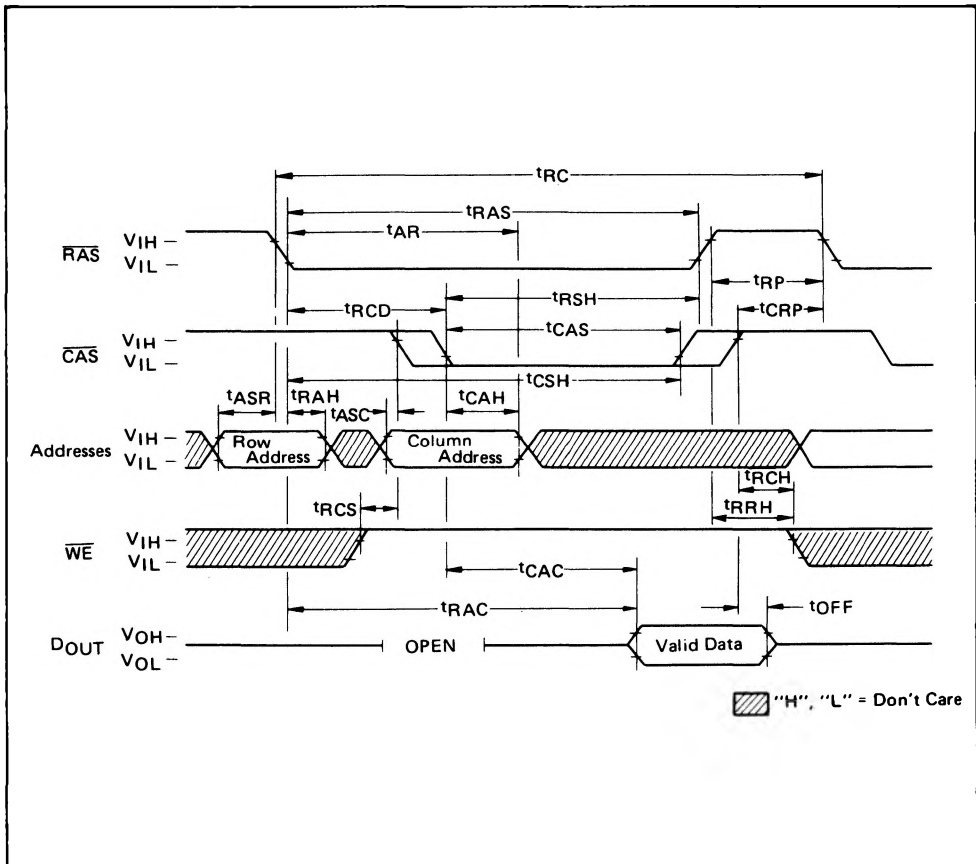 tRC
tRAS
tAR
RAS
VIH
VIL
tRP
tRSH
tRCD
tCRP
tCAS
CAS
VIH
VIL
tCSH
tASR
tRAH
tASC
tCAH
Addresses
VIH
VIL
Row
Address
Column
Address
tRCH
tRRH
tRCS
WE
VIH
VIL
tCAC
tRAC
tOFF
DOUT
VOH
VOL
OPEN
Valid Data
"H", "L" = Don't Care